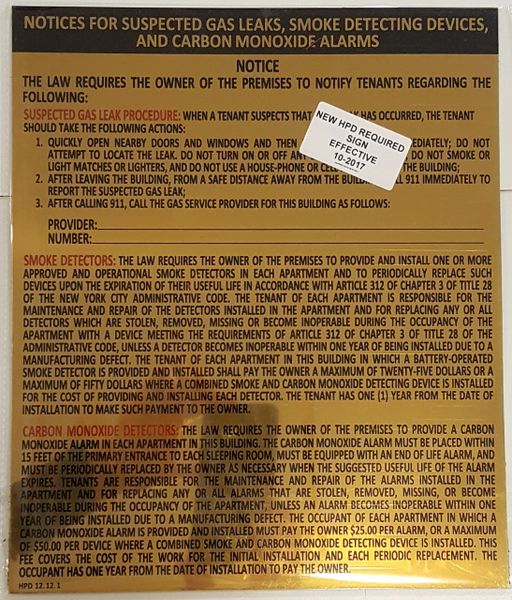 NOTICES FOR SUSPECTED GAS LEAKS, SMOKE DETECTING DEVICES,
AND CARBON MONOXIDE ALARMS
NOTICE
THE LAW REQUIRES THE OWNER OF THE PREMISES TO NOTIFY TENANTS REGARDING THE
FOLLOWING:
SUSPECTED GAS LEAK PROCEDURE: WHEN A TENANT SUSPECTS THAT HAS OCCURRED, THE TENANT
SHOULD TAKE THE FOLLOWING ACTIONS:
1. QUICKLY OPEN NEARBY DOORS AND WINDOWS AND THEN DO NOT
ATTEMPT TO LOCATE THE LEAK. DO NOT TURN ON OR OFF DO NOT SMOKE OR
LIGHT MATCHES OR LIGHTERS, AND DO NOT USE A HOUSE-PHONE OR THE BUILDING;
2. AFTER LEAVING THE BUILDING, FROM A SAFE DISTANCE AWAY FROM THE 911 IMMEDIATELY TO
REPORT THE SUSPECTED GAS LEAK;
3. AFTER CALLING 911, CALL THE GAS SERVICE PROVIDER FOR THIS BUILDING AS FOLLOWS:
NEW HPD REQUIRED
SIGN
EFFECTIVE
10-2017
PROVIDER:
NUMBER:
SMOKE DETECTORS: THE LAW REQUIRES THE OWNER OF THE PREMISES TO PROVIDE AND INSTALL ONE OR MORE
APPROVED AND OPERATIONAL SMOKE DETECTORS IN EACH APARTMENT AND TO PERIODICALLY REPLACE SUCH
DEVICES UPON THE EXPIRATION OF THEIR USEFUL LIFE IN ACCORDANCE WITH ARTICLE 312 OF CHAPTER 3 OF TITLE 28
OF THE NEW YORK CITY ADMINISTRATIVE CODE. THE TENANT OF EACH APARTMENT IS RESPONSIBLE FOR THE
MAINTENANCE AND REPAIR OF THE DETECTORS INSTALLED IN THE APARTMENT AND FOR REPLACING ANY OR ALL
DETECTORS WHICH ARE STOLEN, REMOVED, MISSING OR BECOME INOPERABLE DURING THE OCCUPANCY OF THE
APARTMENT WITH A DEVICE MEETING THE REQUIREMENTS OF ARTICLE 312 OF CHAPTER 3 OF TITLE 28 OF THE
ADMINISTRATIVE CODE, UNLESS A DETECTOR BECOMES INOPERABLE WITHIN ONE YEAR OF BEING INSTALLED DUE TO A
MANUFACTURING DEFECT. THE TENANT OF EACH APARTMENT IN THIS BUILDING IN WHICH A BATTERY-OPERATED
SMOKE DETECTOR IS PROVIDED AND INSTALLED SHALL PAY THE OWNER A MAXIMUM OF TWENTY-FIVE DOLLARS OR A
MAXIMUM OF FIFTY DOLLARS WHERE A COMBINED SMOKE AND CARBON MONOXIDE DETECTING DEVICE IS INSTALLED
FOR THE COST OF PROVIDING AND INSTALLING EACH DETECTOR. THE TENANT HAS ONE (1) YEAR FROM THE DATE OF
INSTALLATION TO MAKE SUCH PAYMENT TO THE OWNER.
CARBON MONOXIDE DETECTORS: THE LAW REQUIRES THE OWNER OF THE PREMISES TO PROVIDE A CARBON
MONOXIDE ALARM IN EACH APARTMENT IN THIS BUILDING. THE CARBON MONOXIDE ALARM MUST BE PLACED WITHIN
15 FEET OF THE PRIMARY ENTRANCE TO EACH SLEEPING ROOM, MUST BE EQUIPPED WITH AN END OF LIFE ALARM, AND
MUST BE PERIODICALLY REPLACED BY THE OWNER AS NECESSARY WHEN THE SUGGESTED USEFUL LIFE OF THE ALARM
EXPIRES. TENANTS ARE RESPONSIBLE FOR THE MAINTENANCE AND REPAIR OF THE ALARMS INSTALLED IN THE
APARTMENT AND FOR REPLACING ANY OR ALL ALARMS THAT ARE STOLEN, REMOVED, MISSING, OR BECOME
INOPERABLE DURING THE OCCUPANCY OF THE APARTMENT, UNLESS AN ALARM BECOMES INOPERABLE WITHIN ONE
YEAR OF BEING INSTALLED DUE TO A MANUFACTURING DEFECT. THE OCCUPANT OF EACH APARTMENT IN WHICH A
CARBON MONOXIDE ALARM IS PROVIDED AND INSTALLED MUST PAY THE OWNER $25.00 PER ALARM, OR A MAXIMUM
OF $50.00 PER DEVICE WHERE A COMBINED SMOKE AND CARBON MONOXIDE DETECTING DEVICE IS INSTALLED. THIS
FEE COVERS THE COST OF THE WORK FOR THE INITIAL INSTALLATION AND EACH PERIODIC REPLACEMENT. THE
OCCUPANT HAS ONE YEAR FROM THE DATE OF INSTALLATION TO PAY THE OWNER.
HPD 12. 12. 1